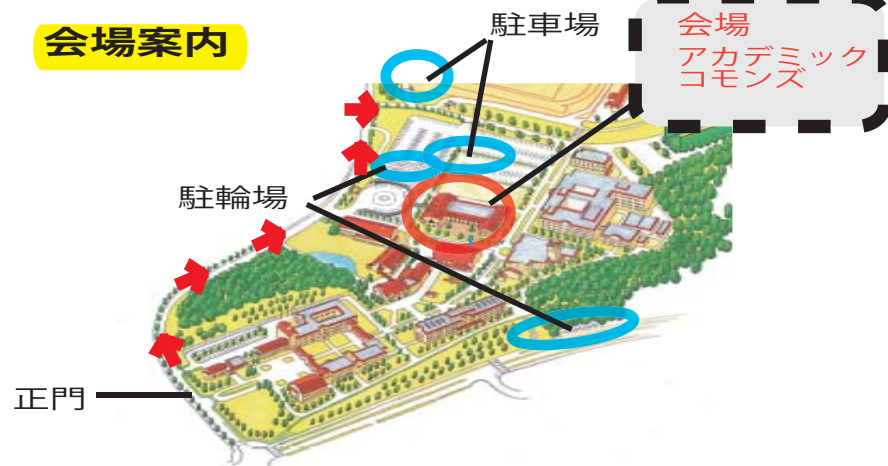 会場案内
駐車場
会場
アカデミック
コモンズ
駐輪場
正門